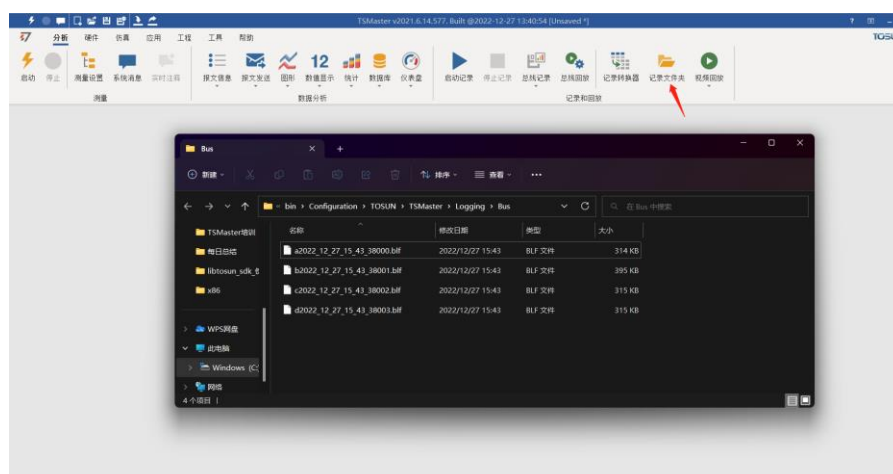 TSMaster v2021.6.14.577. Built @2022-12-27 13:40:54 [Unsaved *]
分析 硬件 仿真 应用 工程 工具 帮助
TOSU
启动 停止 测量设置 系统消息 实时注释 报文信息 报文发送 图形 数值显示 统计 数据库 仪表盘 启动记录 停止记录 总线记录 总线回放 记录转换器 记录文件夹 视频回放
12
测量 数据分析 记录和回放
Bus
新建 排序 查看
bin > Configuration > TOSUN > TSMaster > Logging > Bus
在 Bus 中搜索
名称 修改日期 类型 大小
TSMaster培训
每日总结
libtosun_sdk_
x86
WPS网盘
此电脑
Windows (C:
网络
a2022_12_27_15_43_38000.blf 2022/12/27 15:43 BLF 文件 314 KB
b2022_12_27_15_43_38001.blf 2022/12/27 15:43 BLF 文件 395 KB
c2022_12_27_15_43_38002.blf 2022/12/27 15:43 BLF 文件 315 KB
d2022_12_27_15_43_38003.blf 2022/12/27 15:43 BLF 文件 315 KB
4 个项目